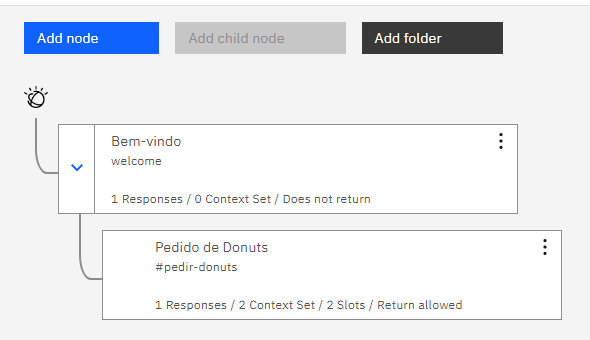 Add node
Add child node
Add folder
Bem-vindo
welcome
1 Responses / 0 Context Set / Does not return
Pedido de Donuts
#pedir-donuts
1 Responses / 2 Context Set / 2 Slots / Return allowed